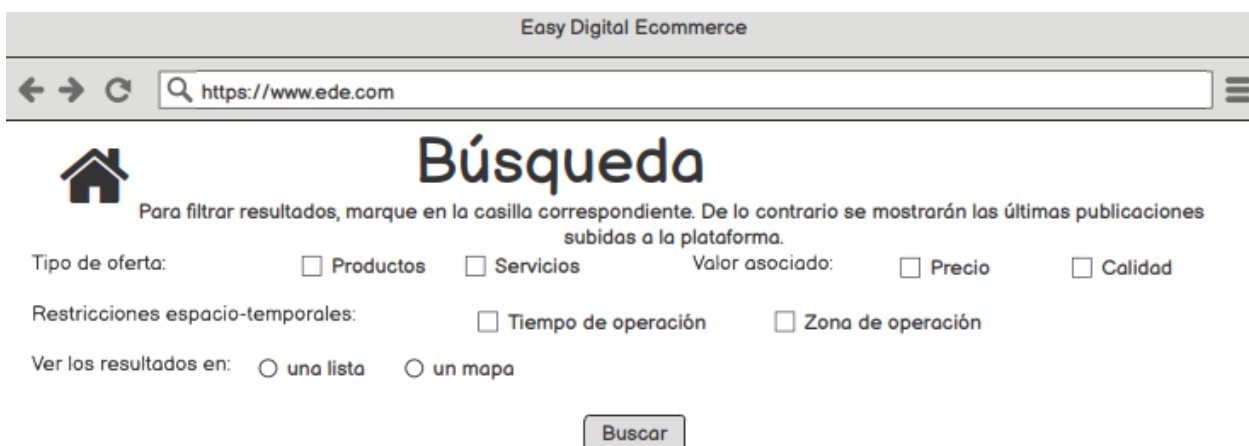 Easy Digital Ecommerce
https://www.ede.com
Búsqueda
Para filtrar resultados, marque en la casilla correspondiente. De lo contrario se mostrarán las últimas publicaciones
subidas a la plataforma.
Tipo de oferta: Productos Servicios Valor asociado: Precio Calidad
Restricciones espacio-temporales: Tiempo de operación Zona de operación
Ver los resultados en: una lista un mapa
Buscar